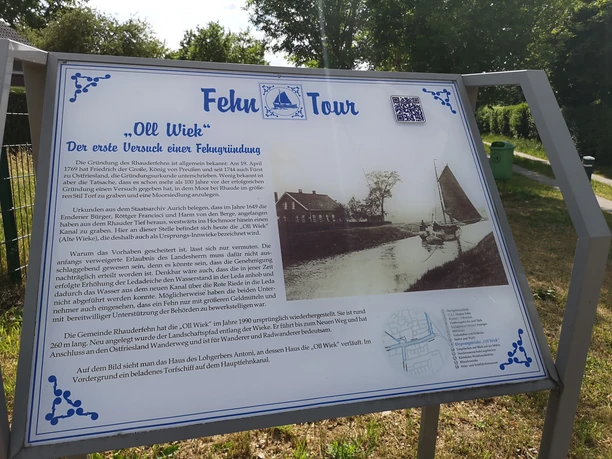 Fehn Tour
„Oll Wiek“
Der erste Versuch einer Fehngründung
Die Gründung des Rhauderfehns ist allgemein bekannt: Am 19. April
1769 hat Friedrich der Große, König von Preußen und seit 1744 auch Fürst
zu Ostfriesland, die Gründungsurkunde unterschrieben. Wenig bekannt ist
aber die Tatsache, dass es schon mehr als 100 Jahre vor der erfolgreichen
Gründung einen Versuch gegeben hat, in dem Moor bei Rhaude im größe-
ren Stil Torf zu graben und eine Moorsiedlung anzulegen.
Urkunden aus dem Staatsarchiv Aurich belegen, dass im Jahre 1649 die
Emdener Bürger, Röttger Francisci und Harm von den Berge, angefangen
haben aus dem Rhauder Tief heraus, westwärts ins Hochmoor hinein einen
Kanal zu graben. Hier an dieser Stelle befindet sich heute die „Oll Wiek“
(Alte Wieke), die deshalb auch als Ursprungs-Inwieke bezeichnet wird.
Warum das Vorhaben gescheitert ist, lässt sich nur vermuten. Die
anfangs verweigerte Erlaubnis des Landesherrn muss dafür nicht aus-
schlaggebend gewesen sein, denn es könnte sein, dass die Genehmigung
nachträglich erteilt worden ist. Denkbar wäre auch, dass die in jener Zeit
erfolgte Erhöhung der Ledadeiche den Wasserstand in der Leda anhob und
dadurch das Wasser aus dem neuen Kanal über die Rote Riede in die Leda
nicht abgeführt werden konnte. Möglicherweise haben die beiden Unter-
nehmer auch eingesehen, dass ein Fehn nur mit größeren Geldmitteln und
mit bereitwilliger Unterstützung der Behörden zu bewerkstelligen war.
Die Gemeinde Rhauderfehn hat die „Oll Wiek“ im Jahre 1990 ursprünglich wiederhergestellt. Sie ist rund
260 m lang. Neu angelegt wurde der Landschaftspfad entlang der Wieke. Er führt bis zum Neuen Weg und hat
Anschluss an den Ostfriesland Wanderweg und ist für Wanderer und Radwanderer bedeutsam.
Auf dem Bild sieht man das Haus des Lohgerbers Antoni, an dessen Haus die „Oll Wiek“ verläuft. Im
Vordergrund ein beladenes Torfschiff auf dem Hauptfehnkanal.